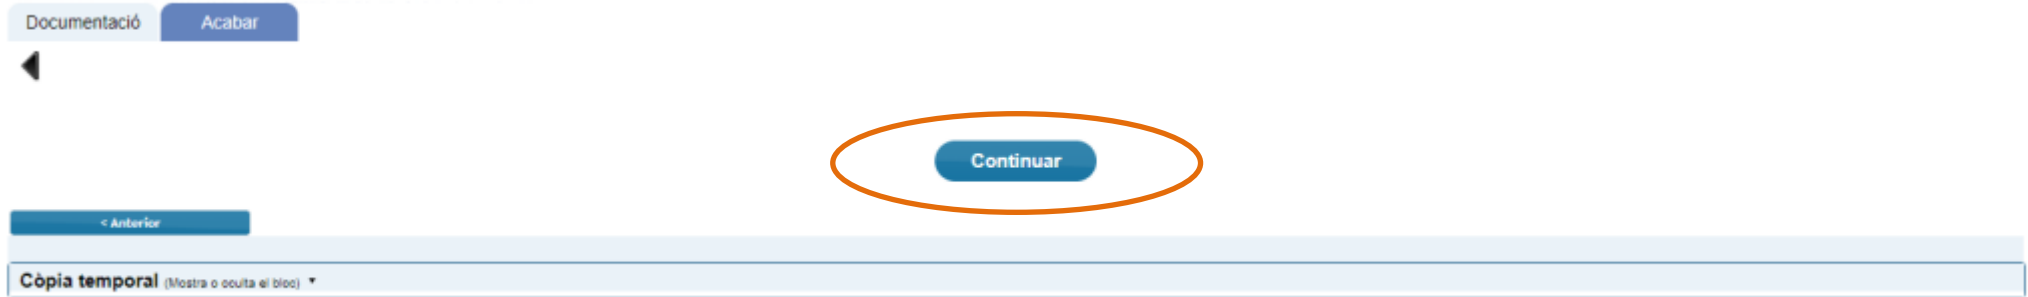 Documentació
Acabar
Continuar
< Anterior
Còpia temporal (Mostra o oculta el bloc)